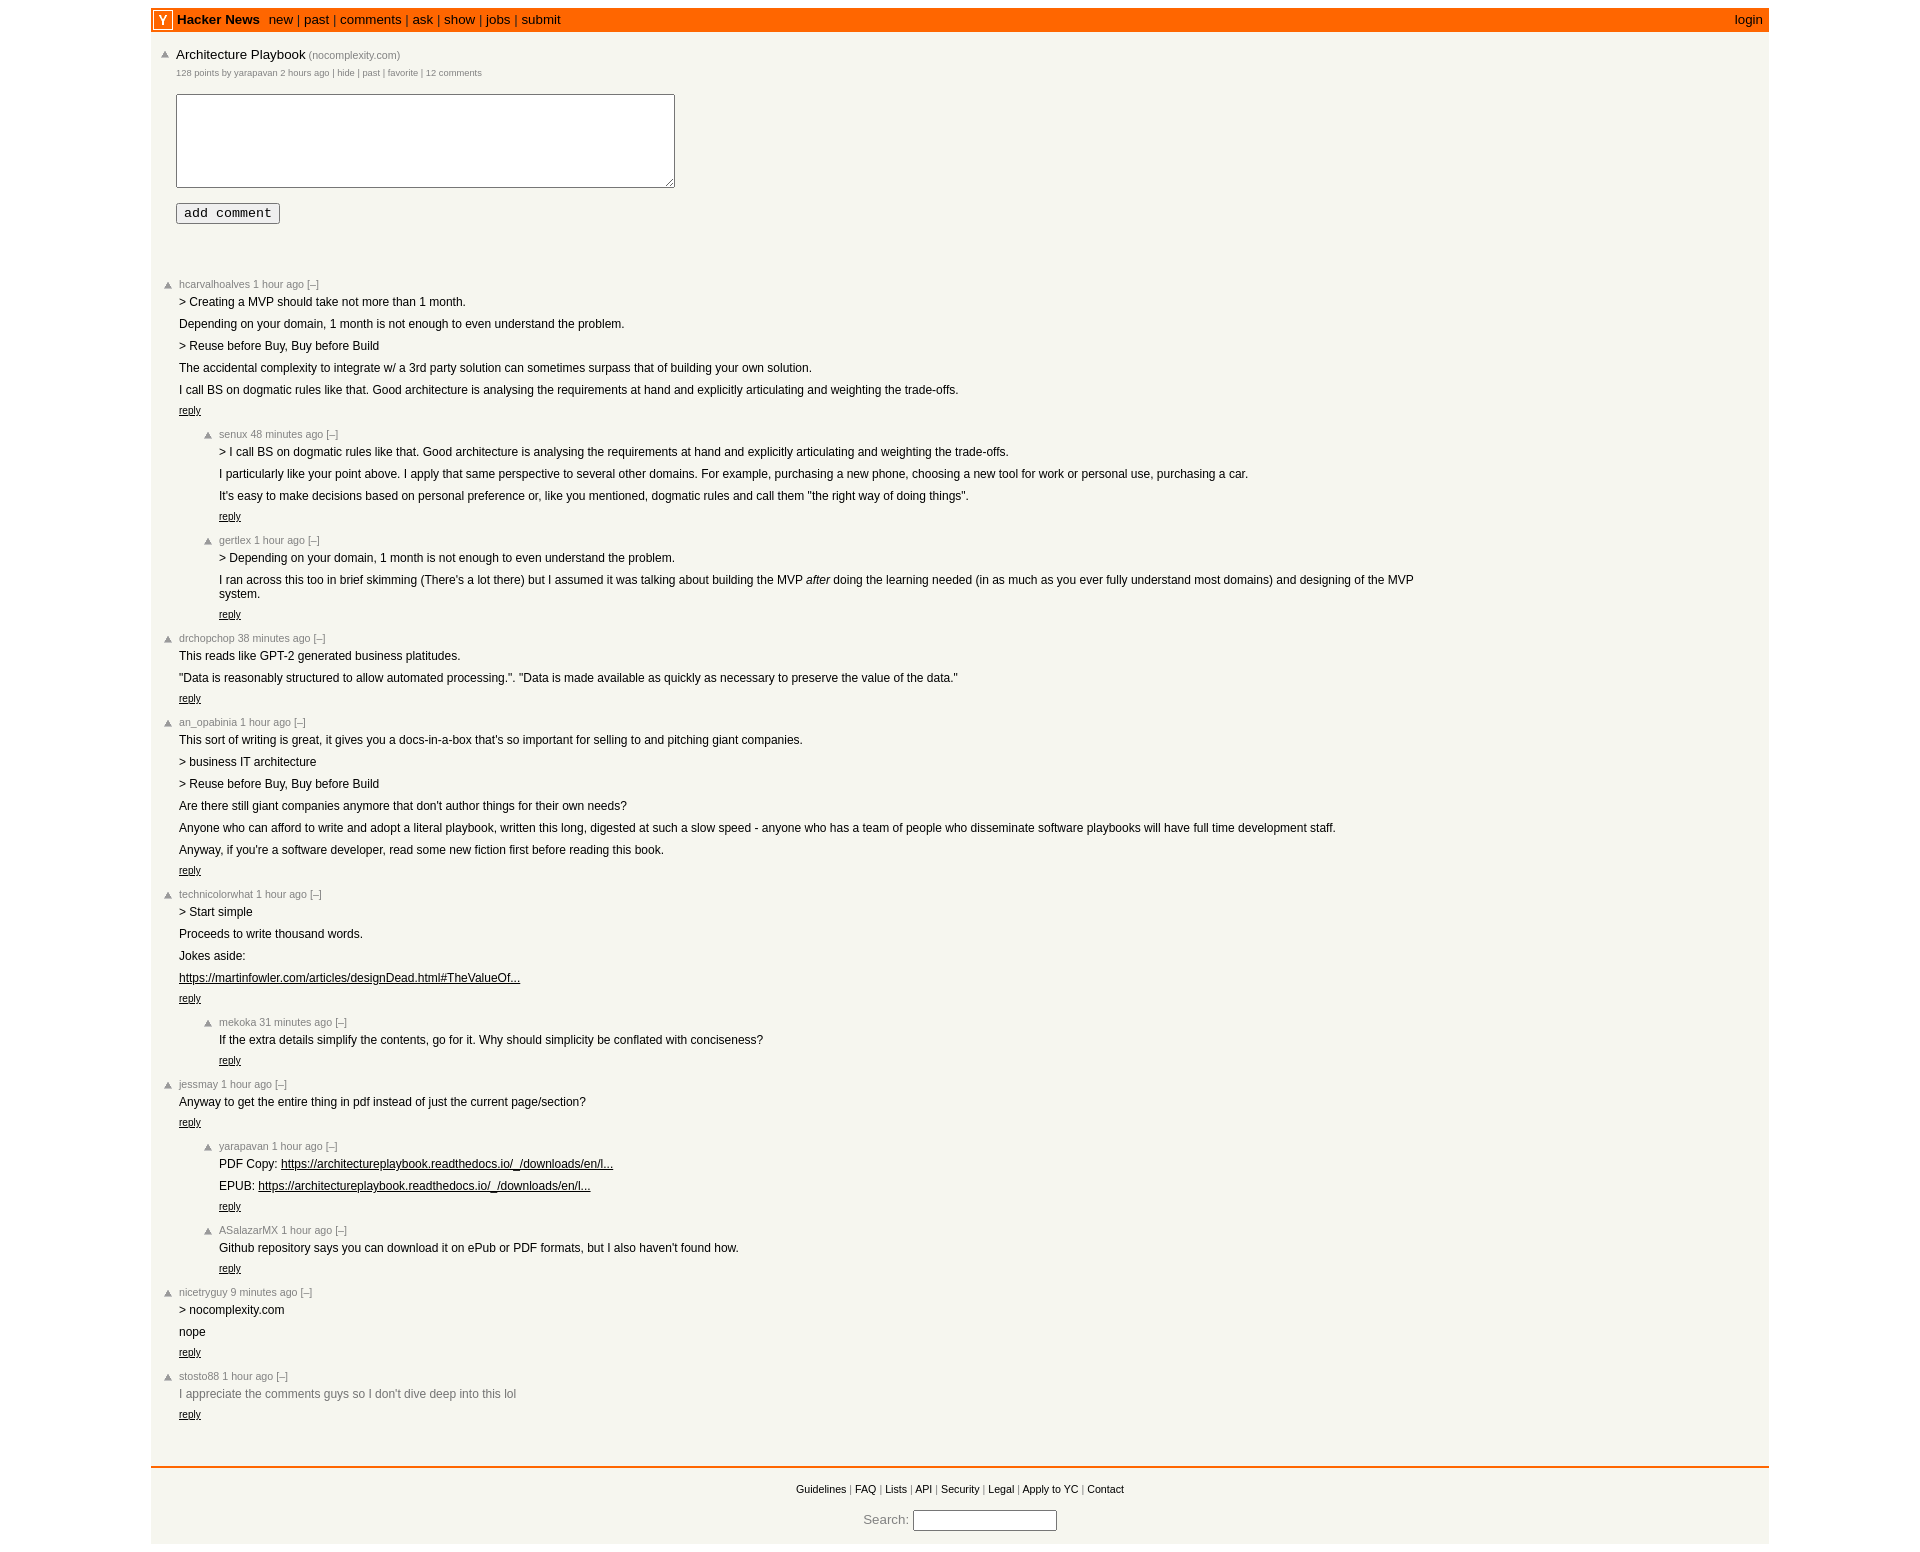 Y Hacker News new | past | comments | ask | show | jobs | submit login
Architecture Playbook (nocomplexity.com)
128 points by yarapavan 2 hours ago | hide | past | favorite | 12 comments
add comment
hcarvalhoalves 1 hour ago [–]
> Creating a MVP should take not more than 1 month.
Depending on your domain, 1 month is not enough to even understand the problem.
> Reuse before Buy, Buy before Build
The accidental complexity to integrate w/ a 3rd party solution can sometimes surpass that of building your own solution.
I call BS on dogmatic rules like that. Good architecture is analysing the requirements at hand and explicitly articulating and weighting the trade-offs.
reply
senux 48 minutes ago [–]
> I call BS on dogmatic rules like that. Good architecture is analysing the requirements at hand and explicitly articulating and weighting the trade-offs.
I particularly like your point above. I apply that same perspective to several other domains. For example, purchasing a new phone, choosing a new tool for work or personal use, purchasing a car.
It's easy to make decisions based on personal preference or, like you mentioned, dogmatic rules and call them "the right way of doing things".
reply
gertlex 1 hour ago [–]
> Depending on your domain, 1 month is not enough to even understand the problem.
I ran across this too in brief skimming (There's a lot there) but I assumed it was talking about building the MVP after doing the learning needed (in as much as you ever fully understand most domains) and designing of the MVP
system.
reply
drchopchop 38 minutes ago [–]
This reads like GPT-2 generated business platitudes.
"Data is reasonably structured to allow automated processing.". "Data is made available as quickly as necessary to preserve the value of the data."
reply
an_opabinia 1 hour ago [–]
This sort of writing is great, it gives you a docs-in-a-box that's so important for selling to and pitching giant companies.
> business IT architecture
> Reuse before Buy, Buy before Build
Are there still giant companies anymore that don't author things for their own needs?
Anyone who can afford to write and adopt a literal playbook, written this long, digested at such a slow speed - anyone who has a team of people who disseminate software playbooks will have full time development staff.
Anyway, if you're a software developer, read some new fiction first before reading this book.
reply
technicolorwhat 1 hour ago [–]
> Start simple
Proceeds to write thousand words.
Jokes aside:
https://martinfowler.com/articles/designDead.html#TheValueOf...
reply
mekoka 31 minutes ago [–]
If the extra details simplify the contents, go for it. Why should simplicity be conflated with conciseness?
reply
jessmay 1 hour ago [–]
Anyway to get the entire thing in pdf instead of just the current page/section?
reply
yarapavan 1 hour ago [–]
PDF Copy: https://architectureplaybook.readthedocs.io/_/downloads/en/l...
EPUB: https://architectureplaybook.readthedocs.io/_/downloads/en/l...
reply
ASalazarMX 1 hour ago [–]
Github repository says you can download it on ePub or PDF formats, but I also haven't found how.
reply
nicetryguy 9 minutes ago [–]
> nocomplexity.com
nope
reply
stosto88 1 hour ago [–]
I appreciate the comments guys so I don't dive deep into this lol
reply
Guidelines | FAQ | Lists | API | Security | Legal | Apply to YC | Contact
Search: